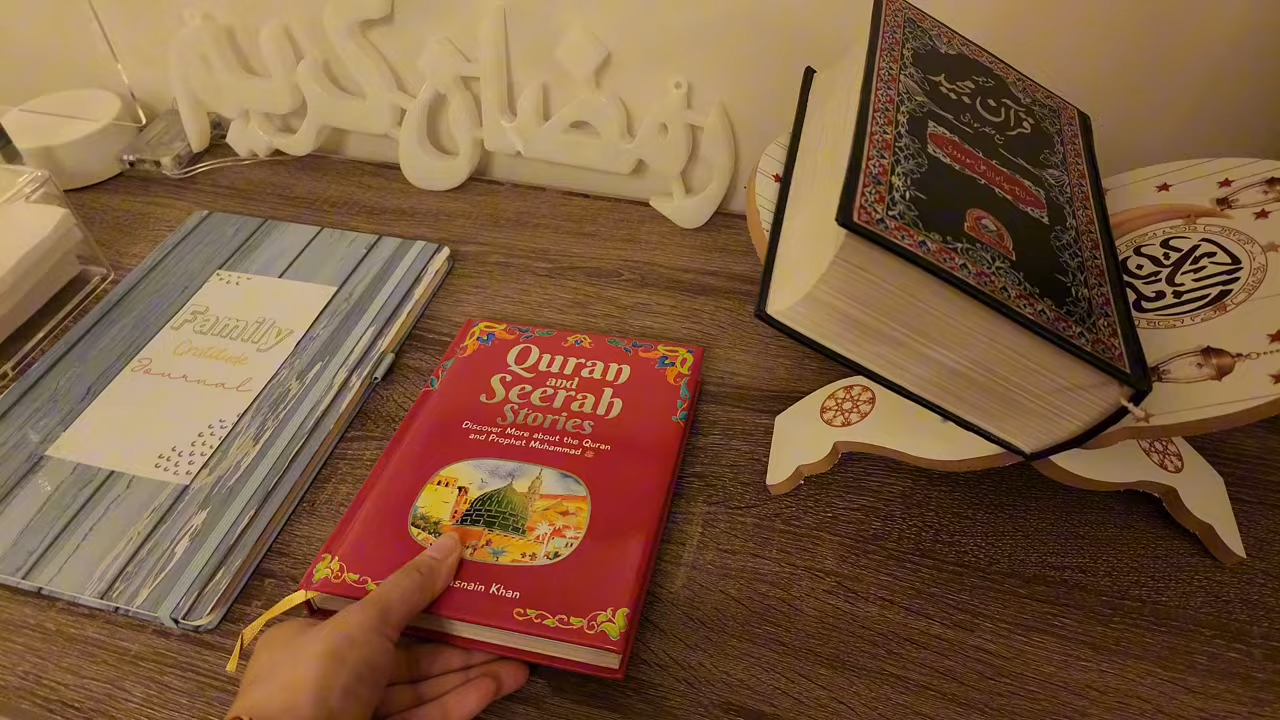 رمضان كريم
قرآن مجید
Family
Gratitude
Journal
Quran
and
Seerah
Stories
Discover More about the Quran
and Prophet Muhammad ﷺ
snain Khan